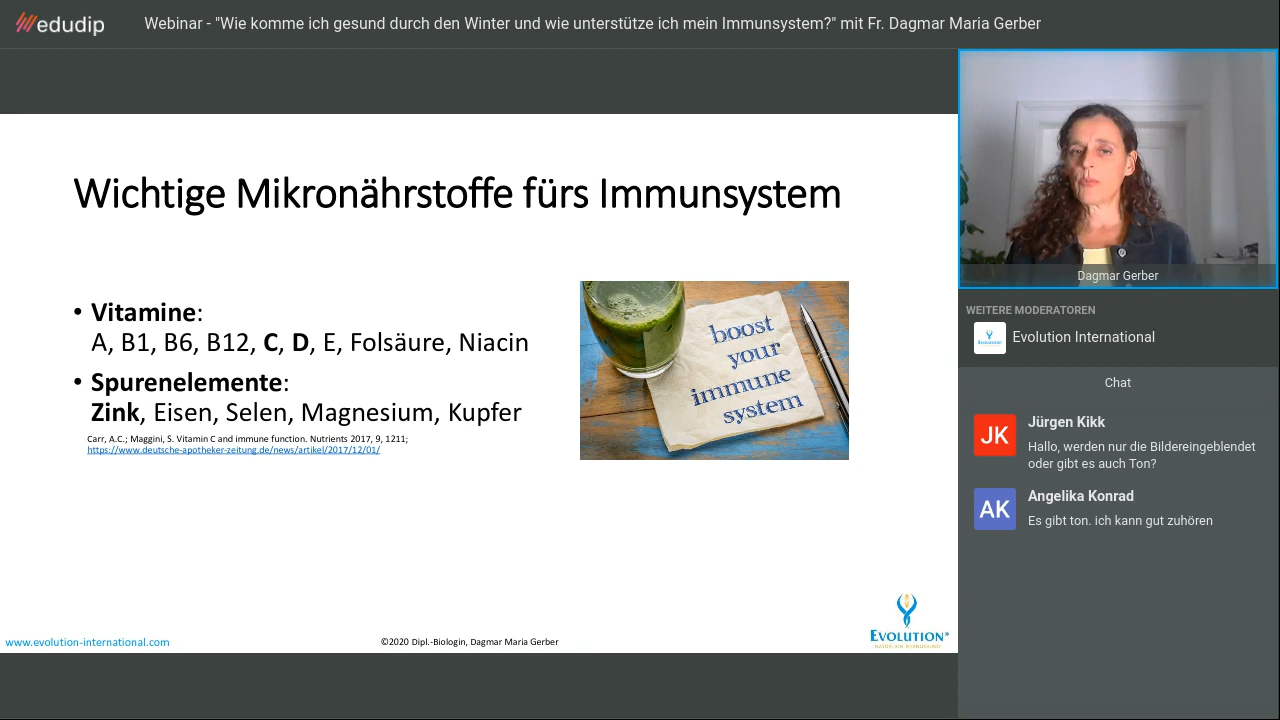 edudip
Webinar - "Wie komme ich gesund durch den Winter und wie unterstütze ich mein Immunsystem?" mit Fr. Dagmar Maria Gerber
Wichtige Mikronährstoffe fürs Immunsystem
• Vitamine:
A, B1, B6, B12, C, D, E, Folsäure, Niacin
• Spurenelemente:
Zink, Eisen, Selen, Magnesium, Kupfer
Carr, A.C.; Maggini, S. Vitamin C and immune function. Nutrients 2017, 9, 1211;
https://www.deutsche-apotheker-zeitung.de/news/artikel/2017/12/01/
boost
your
immune
system
www.evolution-international.com
©2020 Dipl.-Biologin, Dagmar Maria Gerber
EVOLUTION®
Dagmar Gerber
WEITERE MODERATOREN
Evolution International
Chat
JK
Jürgen Kikk
Hallo, werden nur die Bildereingeblendet
oder gibt es auch Ton?
AK
Angelika Konrad
Es gibt ton. ich kann gut zuhören